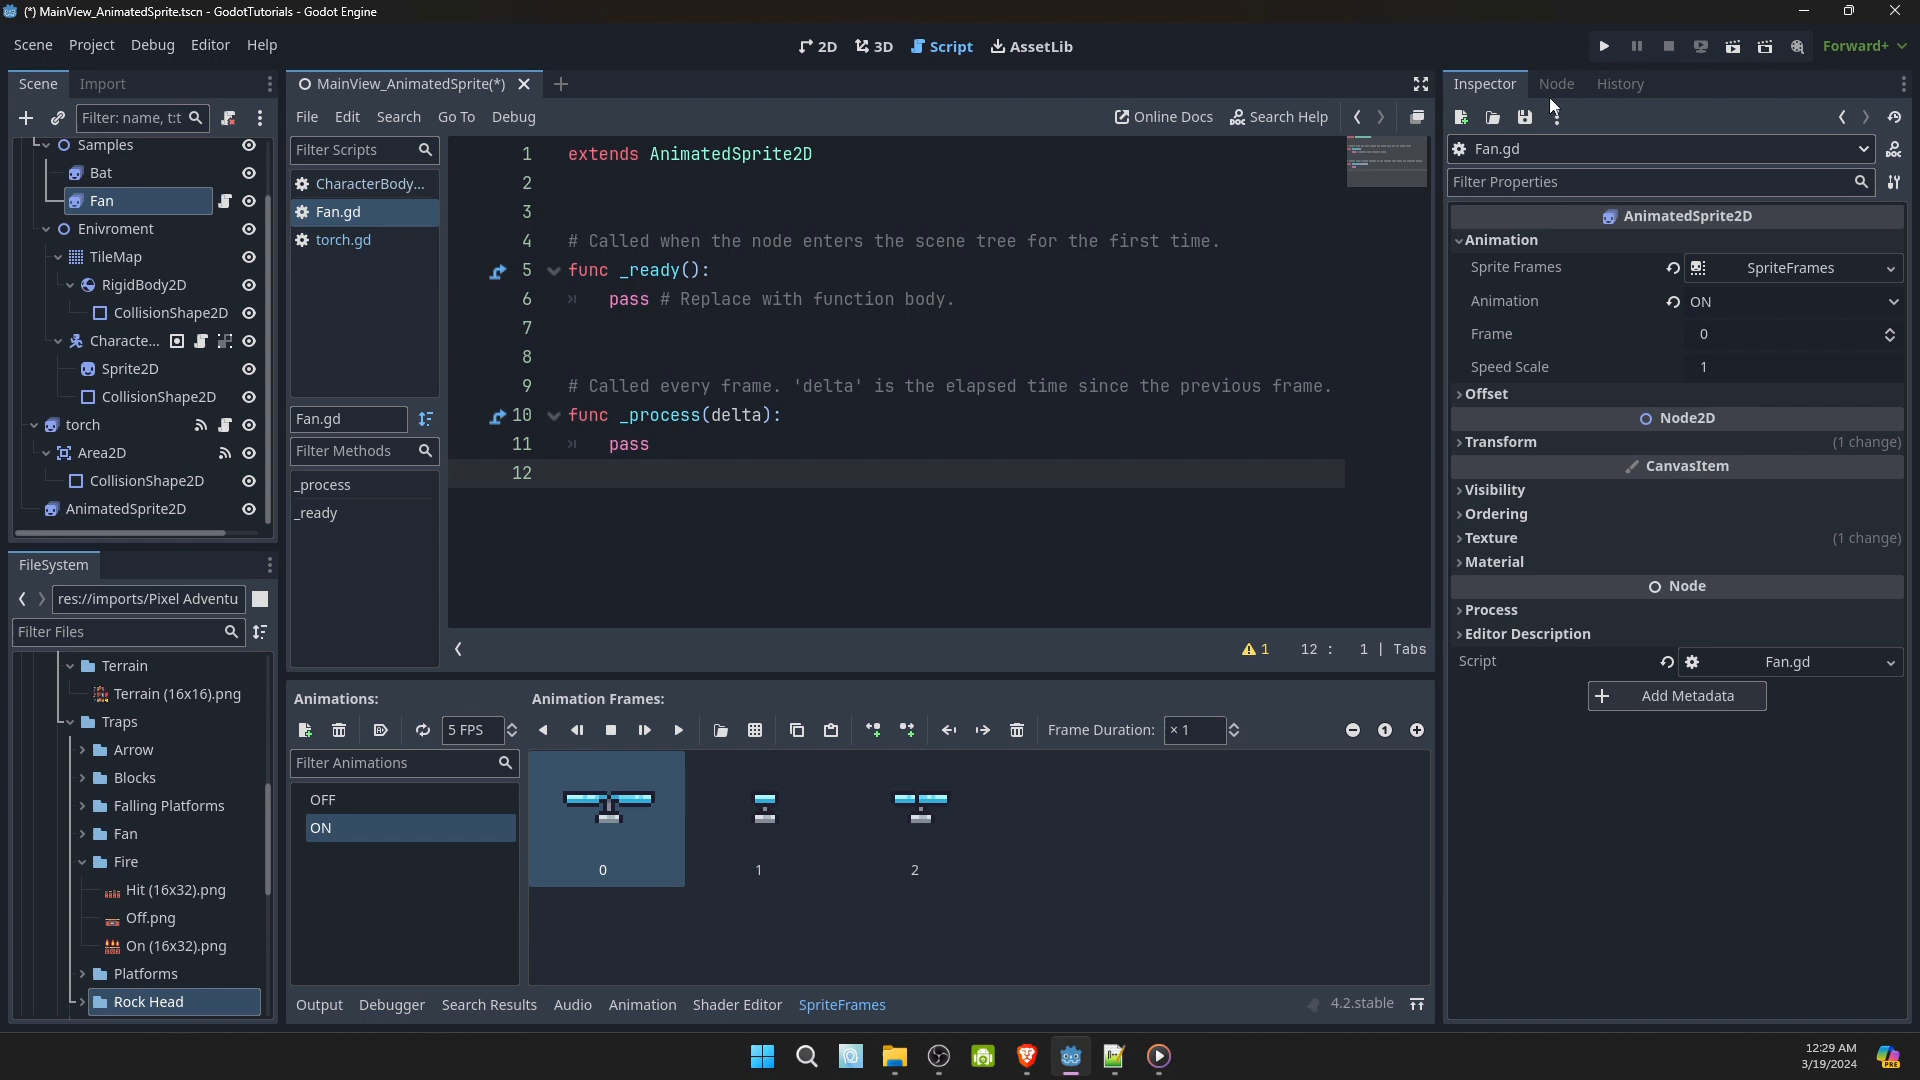 (*) MainView_AnimatedSprite.tscn - GodotTutorials - Godot Engine
Scene Project Debug Editor Help
2D 3D Script AssetLib
Forward+
Scene Import
Filter: name, t:t
Samples
Bat
Fan
Enivroment
TileMap
RigidBody2D
CollisionShape2D
Characte...
Sprite2D
CollisionShape2D
torch
Area2D
CollisionShape2D
AnimatedSprite2D
FileSystem
res://imports/Pixel Adventu
Filter Files
Terrain
Terrain (16x16).png
Traps
Arrow
Blocks
Falling Platforms
Fan
Fire
Hit (16x32).png
Off.png
On (16x32).png
Platforms
Rock Head
MainView_AnimatedSprite(*)
File Edit Search Go To Debug
Online Docs Search Help
Filter Scripts
CharacterBody...
Fan.gd
torch.gd
Fan.gd
Filter Methods
_process
_ready
1 extends AnimatedSprite2D
2
3
4 # Called when the node enters the scene tree for the first time.
5 func _ready():
6 pass # Replace with function body.
7
8
9 # Called every frame. 'delta' is the elapsed time since the previous frame.
10 func _process(delta):
11 pass
12
1 12 : 1 | Tabs
Animations:
5 FPS
Filter Animations
OFF
ON
Animation Frames:
Frame Duration: × 1
0 1 2
Output Debugger Search Results Audio Animation Shader Editor SpriteFrames
4.2.stable
Inspector Node History
Fan.gd
Filter Properties
AnimatedSprite2D
Animation
Sprite Frames SpriteFrames
Animation ON
Frame 0
Speed Scale 1
Offset
Node2D
Transform (1 change)
CanvasItem
Visibility
Ordering
Texture (1 change)
Material
Node
Process
Editor Description
Script Fan.gd
Add Metadata
12:29 AM
3/19/2024
PRE